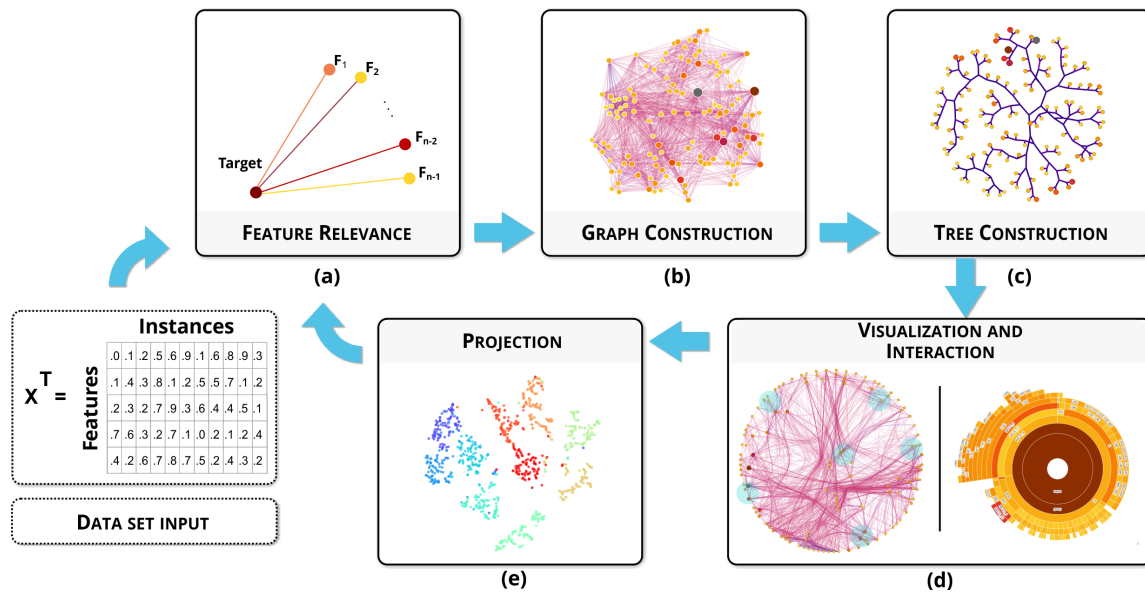 F1
F2
Fn-2
Fn-1
Target
FEATURE RELEVANCE
(a)
GRAPH CONSTRUCTION
(b)
TREE CONSTRUCTION
(c)
Instances
X^T =
Features
.0 .1 .2 .5 .6 .9 .1 .6 .8 .9 .3
.1 .4 .3 .8 .1 .2 .5 .5 .7 .1 .2
.2 .3 .2 .7 .9 .3 .6 .4 .4 .5 .1
.7 .6 .3 .2 .7 .1 .0 .2 .1 .2 .4
.4 .2 .6 .7 .8 .7 .5 .2 .4 .3 .2
DATA SET INPUT
VISUALIZATION AND
INTERACTION
(d)
PROJECTION
(e)